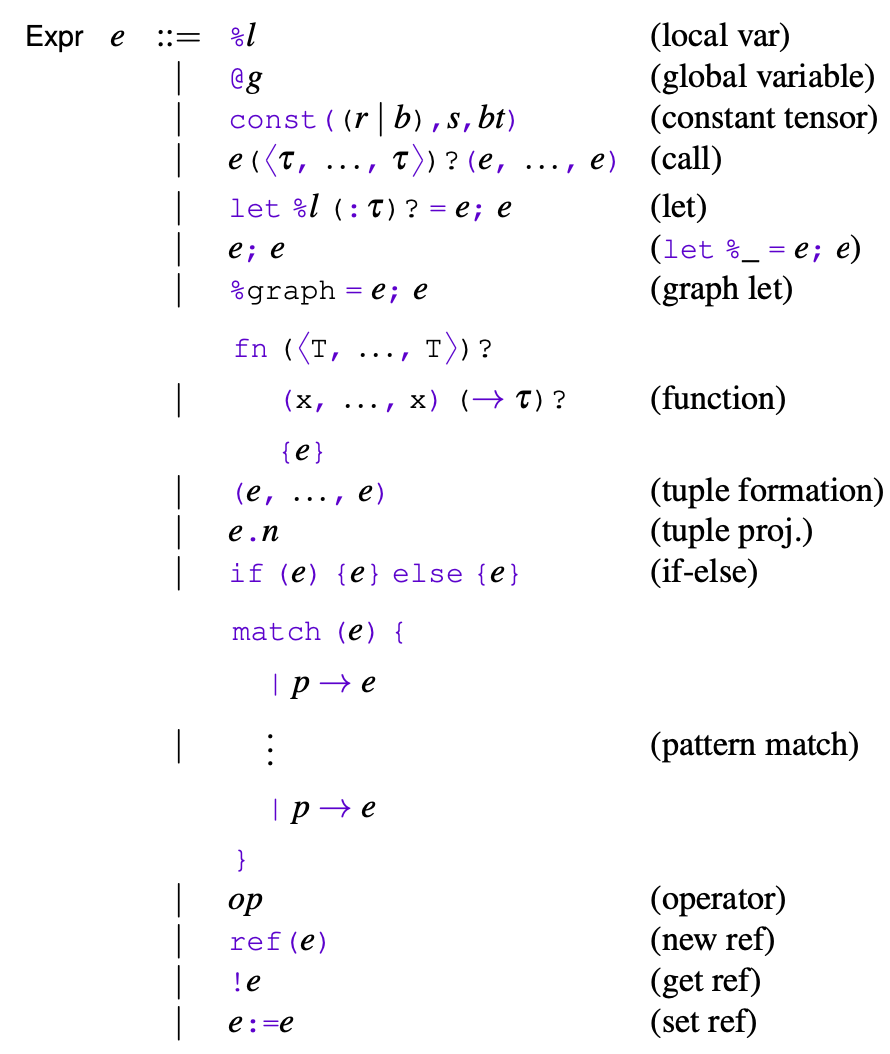 Expr e ::= %l (local var)
| @g (global variable)
| const((r | b),s,bt) (constant tensor)
| e(⟨τ, ..., τ⟩)?(e, ..., e) (call)
| let %l (:τ)?=e; e (let)
| e; e (let %_ = e; e)
| %graph = e; e (graph let)
fn (⟨T, ..., T⟩)?
| (x, ..., x) (→ τ)? (function)
{e}
| (e, ..., e) (tuple formation)
| e.n (tuple proj.)
| if (e) {e} else {e} (if-else)
match (e) {
| p → e
| ⋮ (pattern match)
| p → e
}
| op (operator)
| ref(e) (new ref)
| !e (get ref)
| e:=e (set ref)